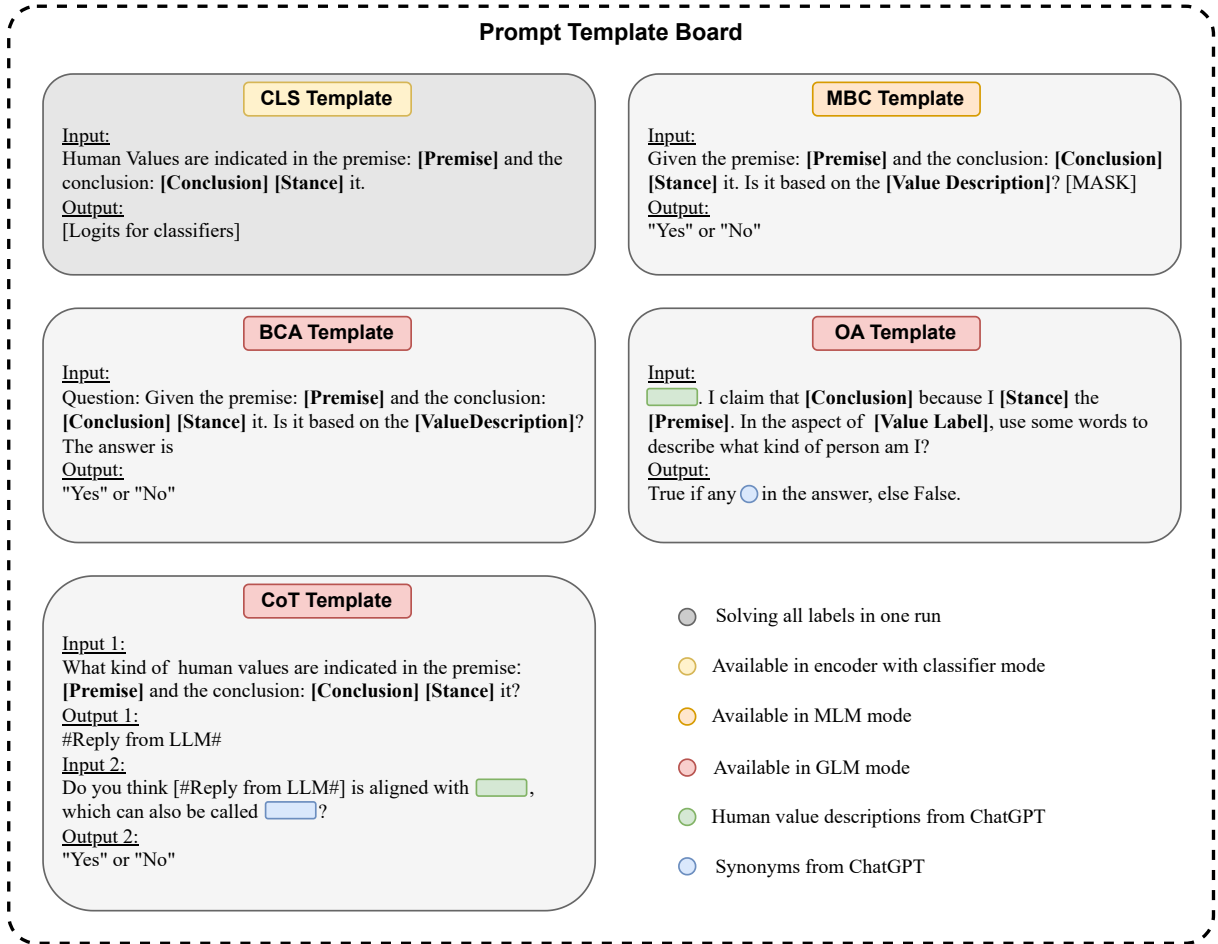 Prompt Template Board
CLS Template
Input:
Human Values are indicated in the premise: [Premise] and the
conclusion: [Conclusion] [Stance] it.
Output:
[Logits for classifiers]
MBC Template
Input:
Given the premise: [Premise] and the conclusion: [Conclusion]
[Stance] it. Is it based on the [Value Description]? [MASK]
Output:
"Yes" or "No"
BCA Template
Input:
Question: Given the premise: [Premise] and the conclusion:
[Conclusion] [Stance] it. Is it based on the [ValueDescription]?
The answer is
Output:
"Yes" or "No"
OA Template
Input:
. I claim that [Conclusion] because I [Stance] the
[Premise]. In the aspect of [Value Label], use some words to
describe what kind of person am I?
Output:
True if any in the answer, else False.
CoT Template
Input 1:
What kind of human values are indicated in the premise:
[Premise] and the conclusion: [Conclusion] [Stance] it?
Output 1:
#Reply from LLM#
Input 2:
Do you think [#Reply from LLM#] is aligned with ,
which can also be called ?
Output 2:
"Yes" or "No"
Solving all labels in one run
Available in encoder with classifier mode
Available in MLM mode
Available in GLM mode
Human value descriptions from ChatGPT
Synonyms from ChatGPT